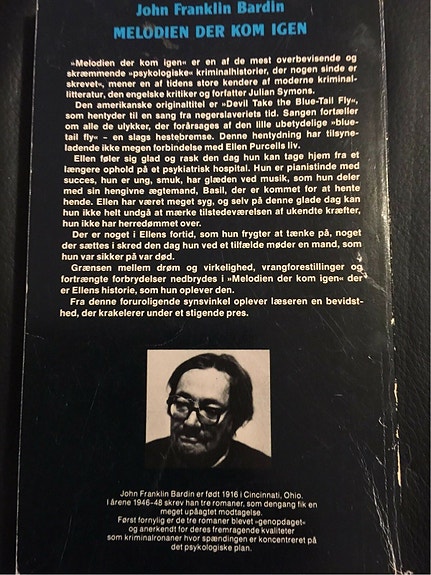 John Franklin Bardin
MELODIEN DER KOM IGEN
»Melodien der kom igen« er en af de mest overbevisende og
skræmmende »psykologiske« kriminalhistorier, der nogen sinde er
skrevet«, mener en af tidens store kendere af moderne kriminal-
litteratur, den engelske kritiker og forfatter Julian Symons.
Den amerikanske originaltitel er »Devil Take the Blue-Tail Fly«,
som hentyder til en sang fra negerslaveriets tid. Sangen fortæller
om alle de ulykker, der forårsages af den lille ubetydelige »blue-
tail fly« – en slags hestebremse. Denne hentydning har tilsyne-
ladende ikke megen forbindelse med Ellen Purcells liv.
Ellen føler sig glad og rask den dag hun kan tage hjem fra et
længere ophold på et psykiatrisk hospital. Hun er pianistinde med
succes, hun er ung, smuk, har glæden ved musik, som hun deler
med sin hengivne ægtemand, Basil, der er kommet for at hente
hende. Ellen har været meget syg, og selv på denne glade dag kan
hun ikke helt undgå at mærke tilstedeværelsen af ukendte kræfter,
hun ikke har herredømmet over.
Der er noget i Ellens fortid, som hun frygter at tænke på, noget
der sættes i skred den dag hun ved et tilfælde møder en mand, som
hun var sikker på var død.
Grænsen mellem drøm og virkelighed, vrangforestillinger og
fortrængte forbrydelser nedbrydes i »Melodien der kom igen« der
er Ellens historie, som hun oplever den.
Fra denne foruroligende synsvinkel oplever læseren en bevidst-
hed, der krakelerer under et stigende pres.
John Franklin Bardin er født 1916 i Cincinnati, Ohio.
I årene 1946-48 skrev han tre romaner, som dengang fik en
meget upåagtet modtagelse.
Først fornylig er de tre romaner blevet »genopdaget«
og anerkendt for deres fremragende kvaliteter
som kriminalronaner hvor spændingen er koncentreret på
det psykologiske plan.